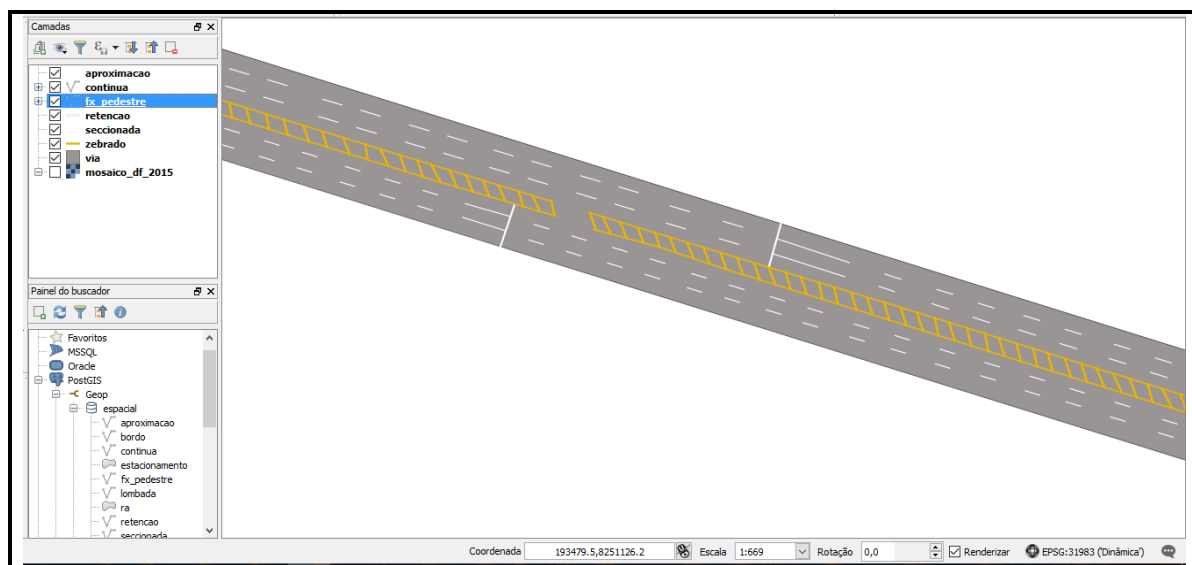 Camadas
aproximacao
continua
fx_pedestre
retencao
seccionada
zebrado
via
mosaico_df_2015
Painel do buscador
Favoritos
MSSQL
Oracle
PostGIS
Geop
espacial
aproximacao
bordo
continua
estacionamento
fx_pedestre
lombada
ra
retencao
seccionada
Coordenada 193479.5,8251126.2 Escala 1:669 Rotação 0,0 Renderizar EPSG:31983 ('Dinâmica')